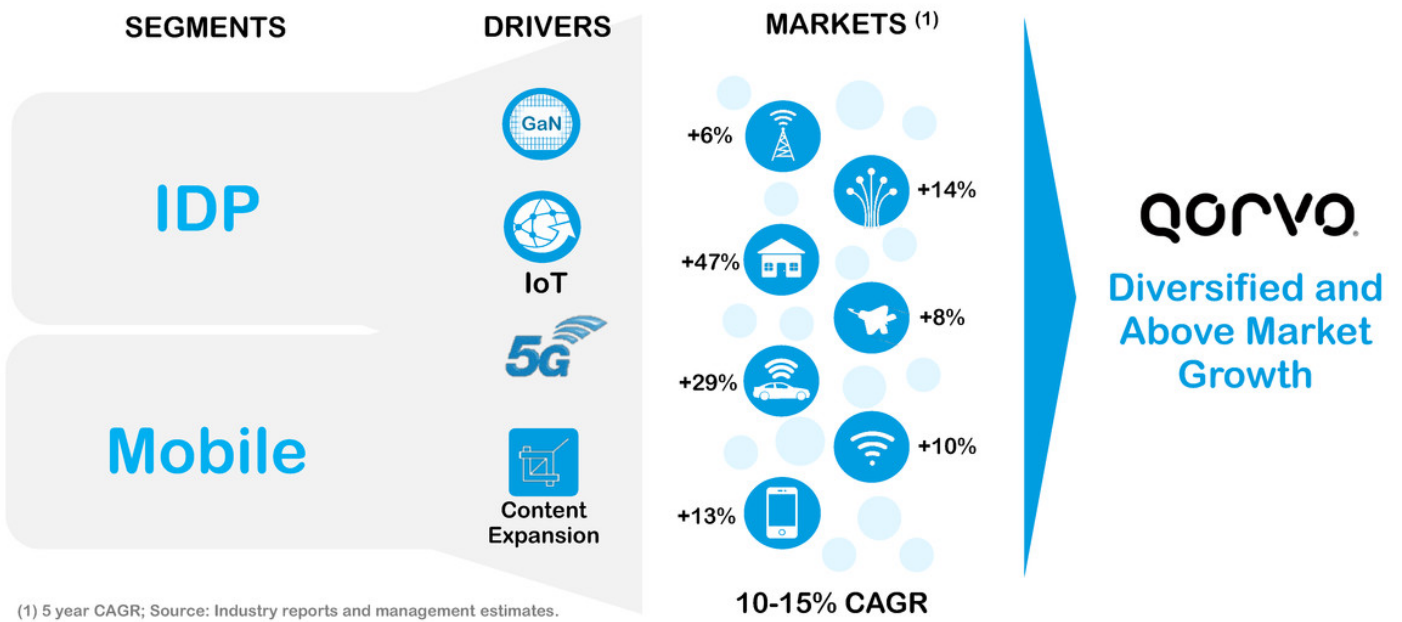 SEGMENTS
DRIVERS
MARKETS (1)
GaN
IDP
IoT
5G
Mobile
Content
Expansion
+6%
+14%
+47%
+8%
+29%
+10%
+13%
10-15% CAGR
QORVO®
Diversified and
Above Market
Growth
(1) 5 year CAGR; Source: Industry reports and management estimates.